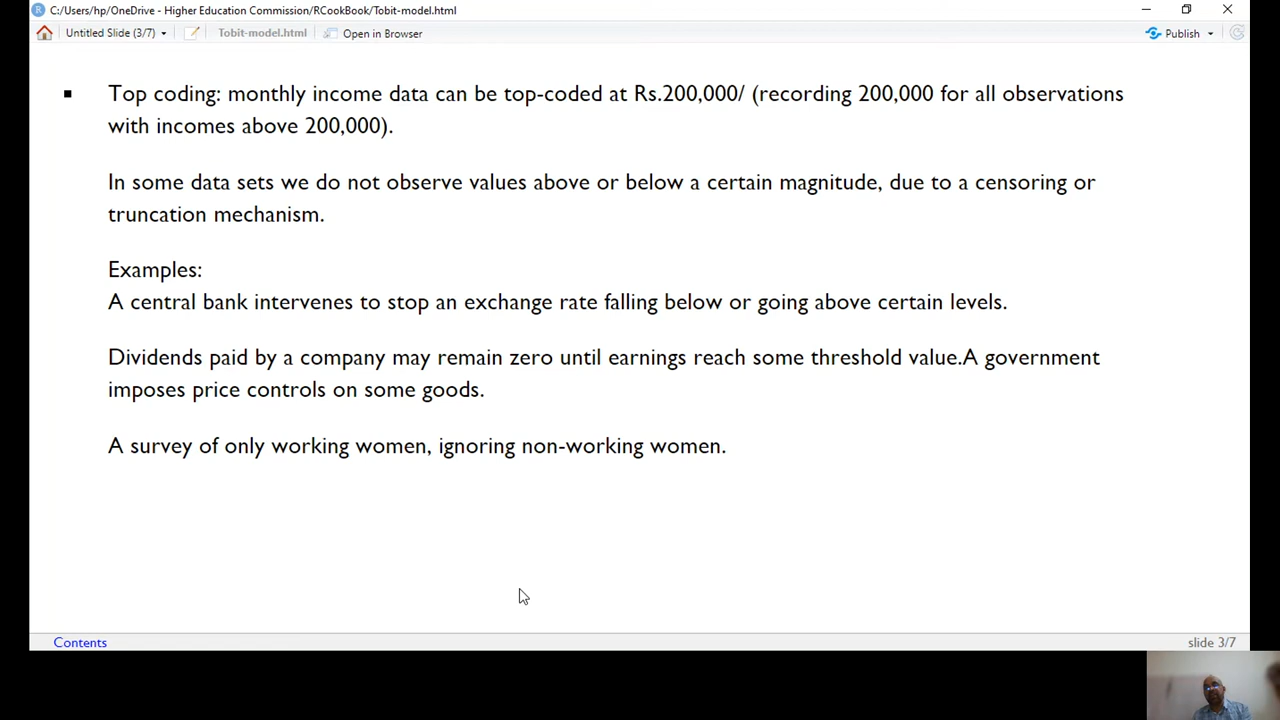 C:/Users/hp/OneDrive - Higher Education Commission/RCookBook/Tobit-model.html
Untitled Slide (3/7) Tobit-model.html Open in Browser Publish
▪ Top coding: monthly income data can be top-coded at Rs.200,000/ (recording 200,000 for all observations
with incomes above 200,000).
In some data sets we do not observe values above or below a certain magnitude, due to a censoring or
truncation mechanism.
Examples:
A central bank intervenes to stop an exchange rate falling below or going above certain levels.
Dividends paid by a company may remain zero until earnings reach some threshold value.A government
imposes price controls on some goods.
A survey of only working women, ignoring non-working women.
Contents slide 3/7